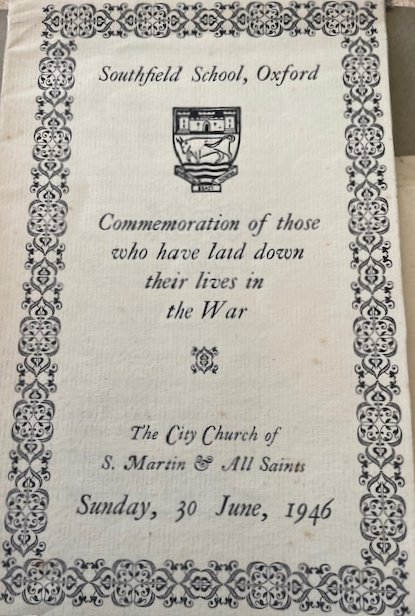 Southfield School, Oxford
Commemoration of those
who have laid down
their lives in
the War
The City Church of
S. Martin & All Saints
Sunday, 30 June, 1946